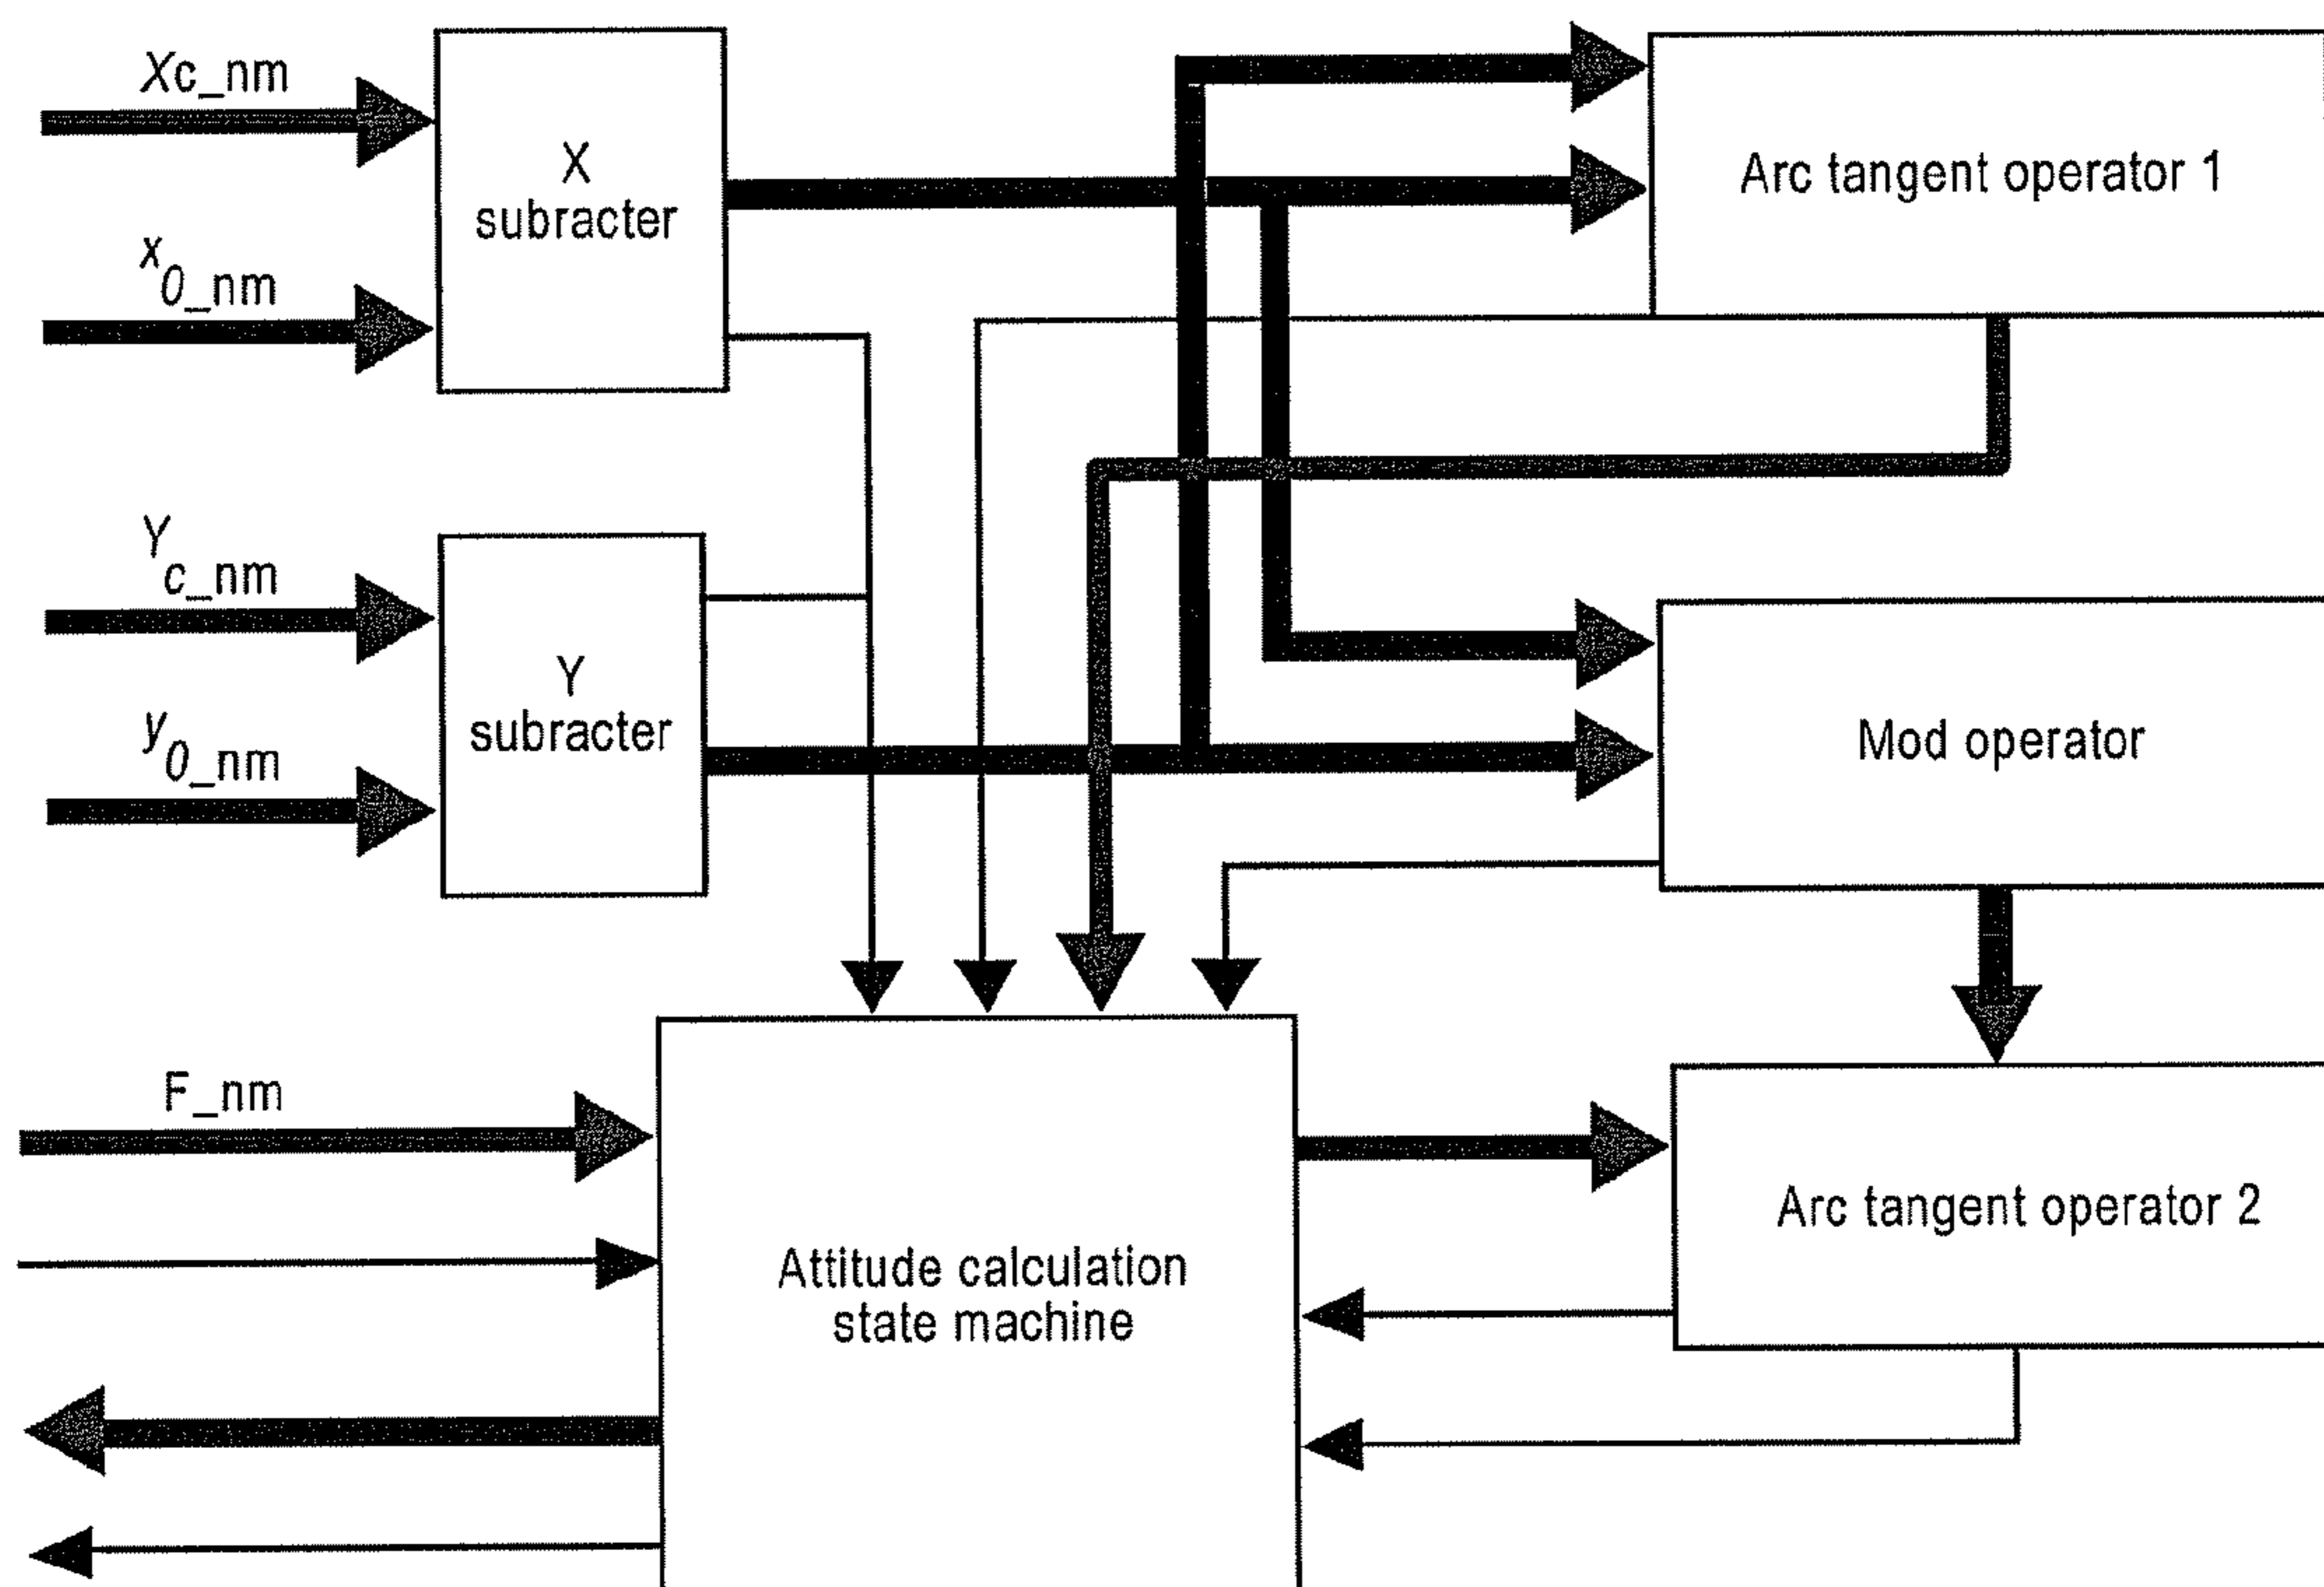 Xc_nm
X
subracter
Arc tangent operator 1
x0_nm
Yc_nm
Y
subracter
y0_nm
Mod operator
F_nm
Attitude calculation
state machine
Arc tangent operator 2